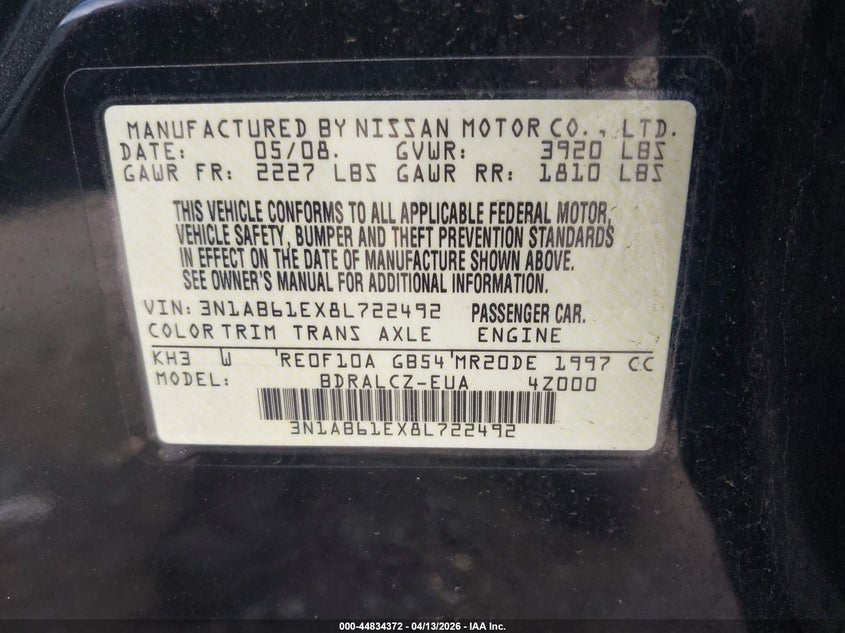 MANUFACTURED BY NISSAN MOTOR CO., LTD.
DATE: 05/08. GVWR: 3920 LBS
GAWR FR: 2227 LBS GAWR RR: 1810 LBS
THIS VEHICLE CONFORMS TO ALL APPLICABLE FEDERAL MOTOR,
VEHICLE SAFETY, BUMPER AND THEFT PREVENTION STANDARDS
IN EFFECT ON THE DATE OF MANUFACTURE SHOWN ABOVE.
SEE OWNER'S MANUAL FOR ADDITIONAL INFORMATION.
VIN: 3N1AB61EX8L722492 PASSENGER CAR.
COLOR TRIM TRANS AXLE ENGINE
KH3 W RE0F10A GB54 MR20DE 1997 CC
MODEL: BDRALCZ-EUA 4Z000
3N1AB61EX8L722492
000-44834372 | 04/13/2026 | IAA Inc.